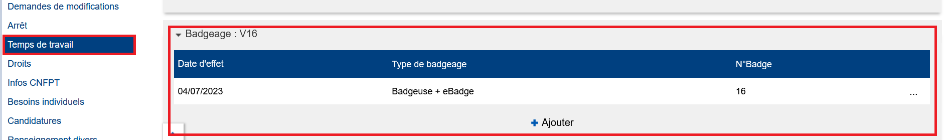 Demandes de modifications
Arrêt
Temps de travail
Droits
Infos CNFPT
Besoins individuels
Candidatures
Renseignement divers
Badgeage : V16
Date d'effet Type de badgeage N°Badge
04/07/2023 Badgeuse + eBadge 16 ...
+ Ajouter